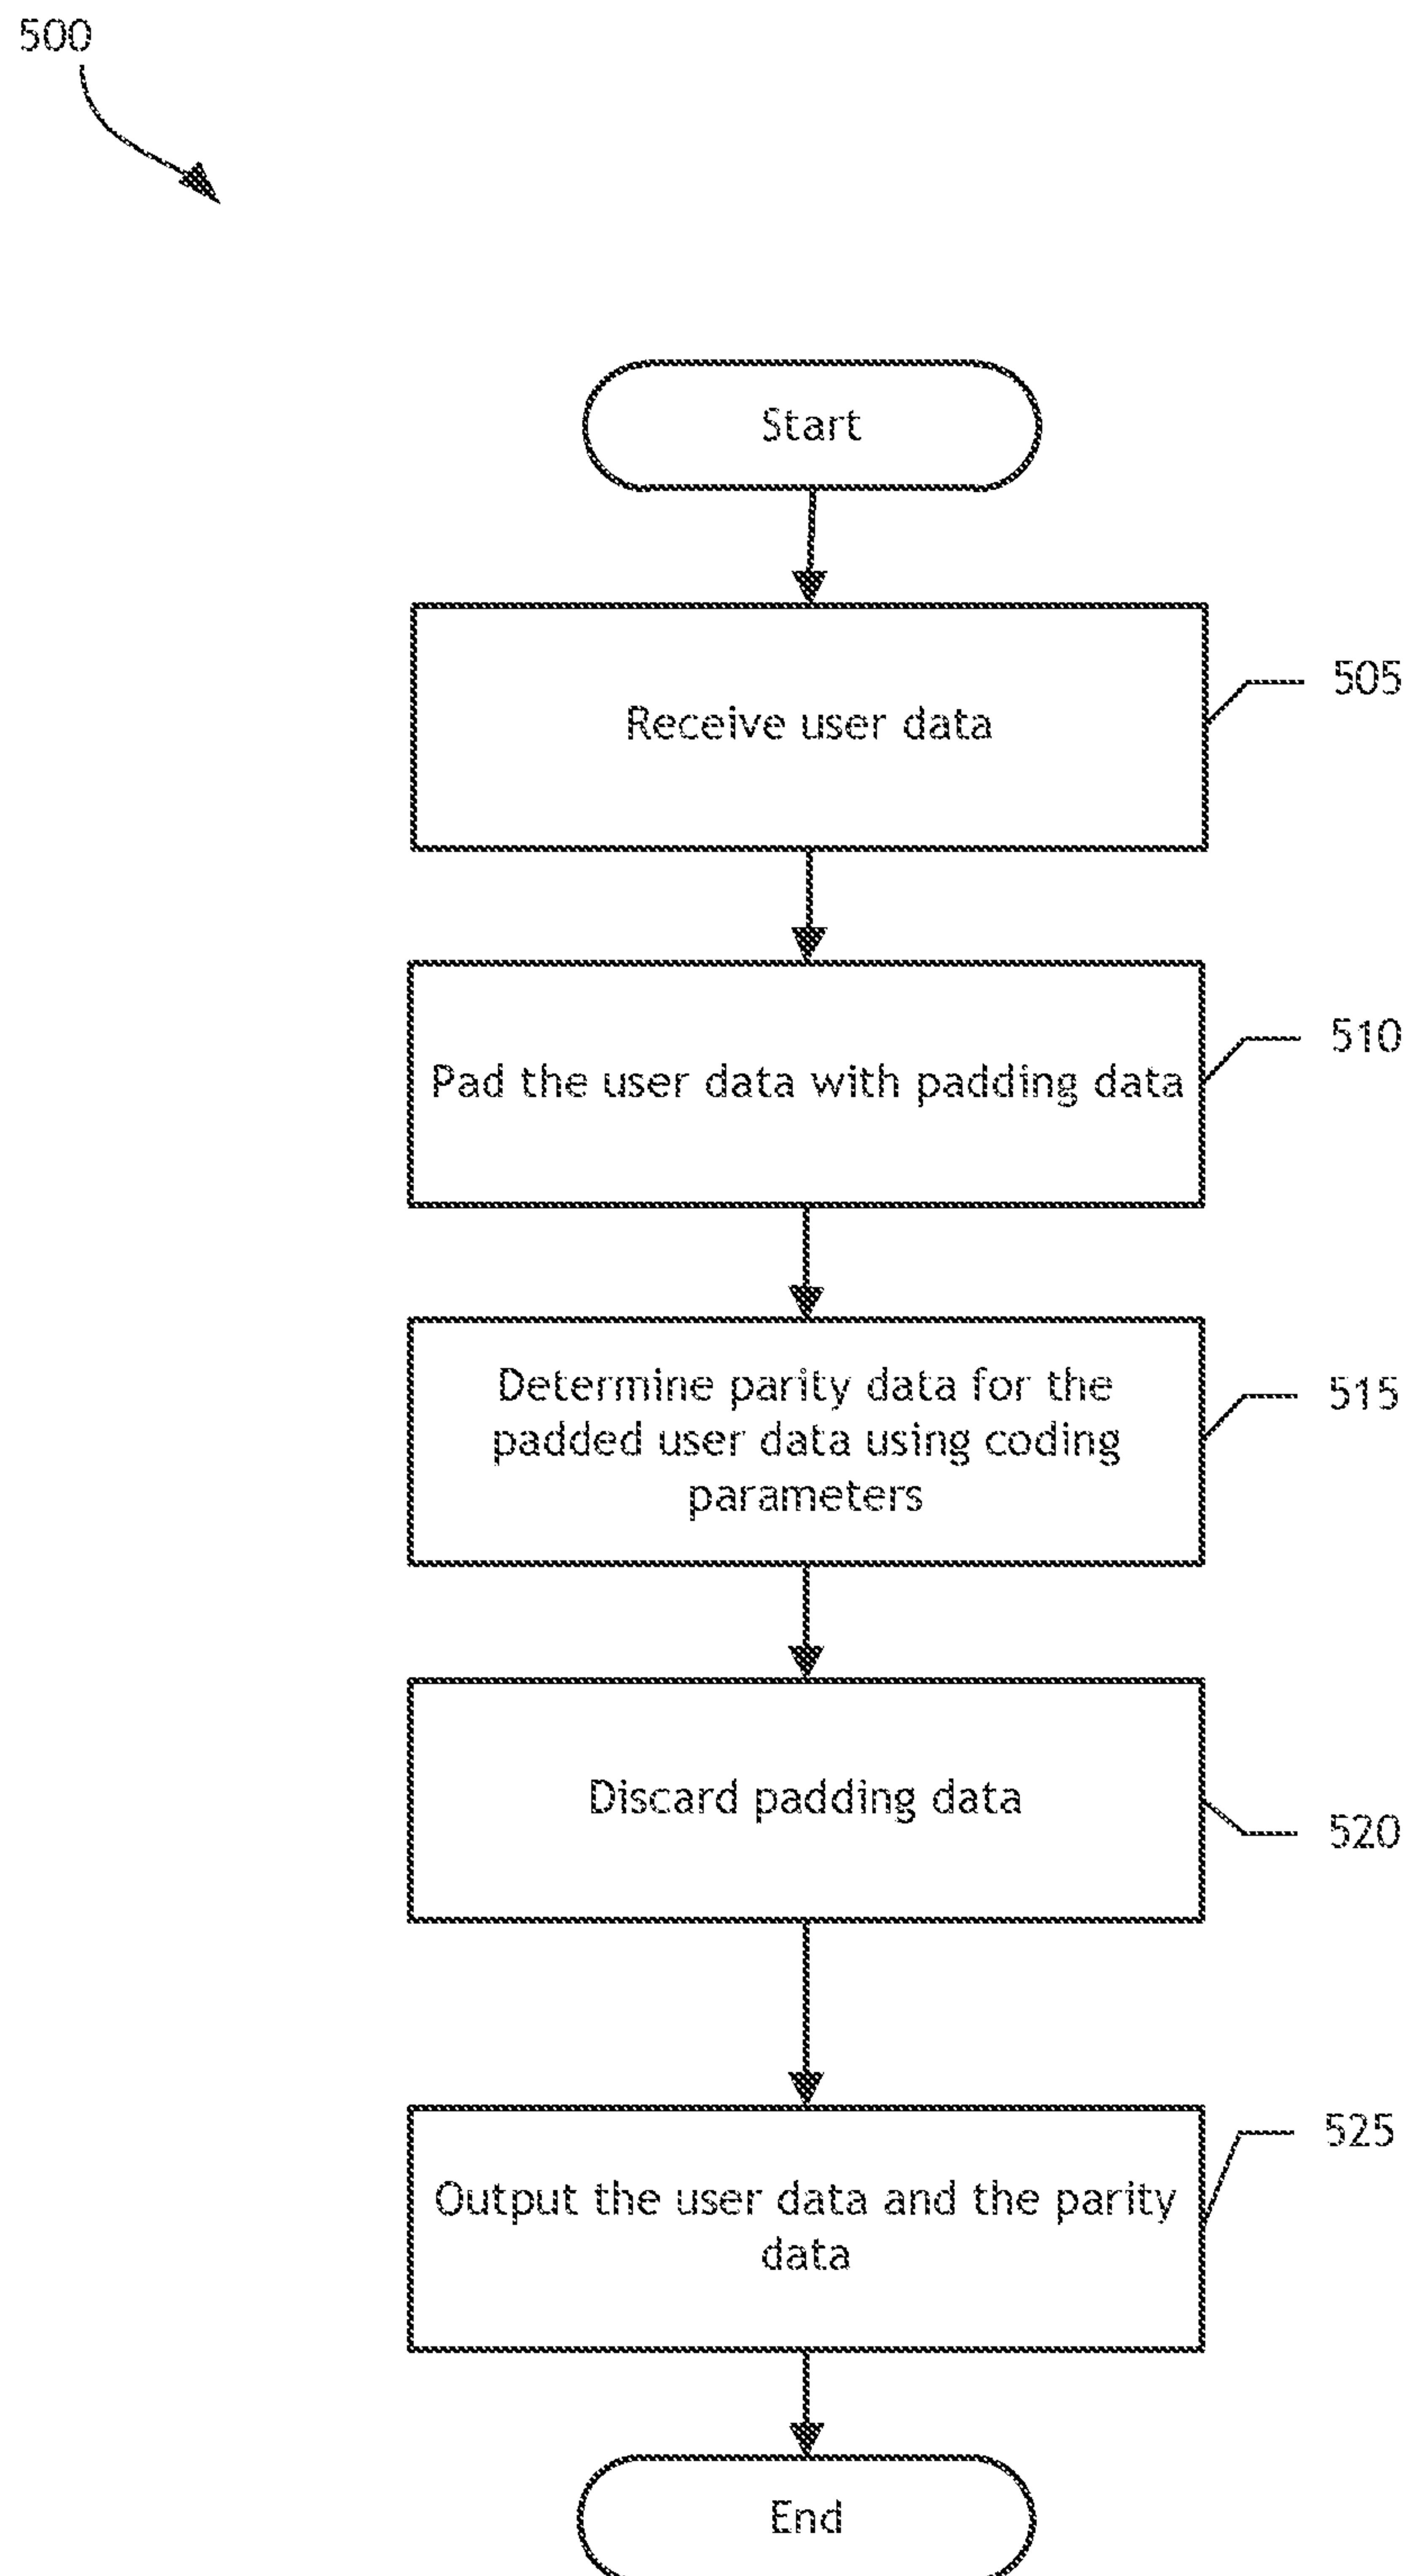 500
Start
Receive user data
505
Pad the user data with padding data
510
Determine parity data for the
padded user data using coding
parameters
515
Discard padding data
520
Output the user data and the parity
data
525
End